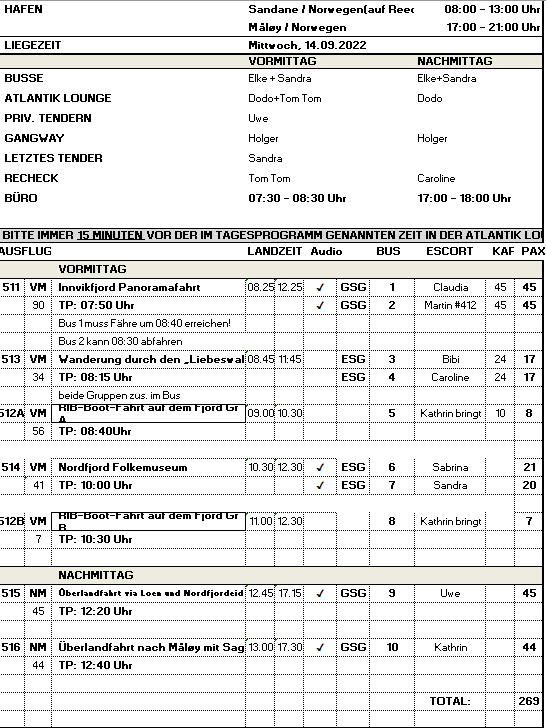 HAFEN Sandane / Norwegen(auf Reed 08:00 - 13:00 Uhr
Måløy / Norwegen 17:00 - 21:00 Uhr
LIEGEZEIT Mittwoch, 14.09.2022
VORMITTAG NACHMITTAG
BUSSE Elke + Sandra Elke+Sandra
ATLANTIK LOUNGE Dodo+Tom Tom Dodo
PRIV. TENDERN Uwe
GANGWAY Holger Holger
LETZTES TENDER Sandra
RECHECK Tom Tom Caroline
BÜRO 07:30 - 08:30 Uhr 17:00 - 18:00 Uhr
BITTE IMMER 15 MINUTEN VOR DER IM TAGESPROGRAMM GENANNTEN ZEIT IN DER ATLANTIK LOU
AUSFLUG LANDZEIT Audio BUS ESCORT KAF PAX
VORMITTAG
511 VM Innvikfjord Panoramafahrt 08.25 12.25 ✓ GSG 1 Claudia 45 45
90 TP: 07:50 Uhr ✓ GSG 2 Martin #412 45 45
Bus 1 muss Fähre um 08:40 erreichen!
Bus 2 kann 08:30 abfahren
513 VM Wanderung durch den „Liebeswal 08.45 11:45 ESG 3 Bibi 24 17
34 TP: 08:15 Uhr ESG 4 Caroline 24 17
beide Gruppen zus. im Bus
512A VM RIB-Boot-Fahrt auf dem Fjord Gr 09.00 10.30 5 Kathrin bringt 10 8
A
56 TP: 08:40Uhr
514 VM Nordfjord Folkemuseum 10.30 12.30 ✓ ESG 6 Sabrina 21
41 TP: 10:00 Uhr ✓ ESG 7 Sandra 20
512B VM RIB-Boot-Fahrt auf dem Fjord Gr 11.00 12.30 8 Kathrin bringt 7
B
7 TP: 10:30 Uhr
NACHMITTAG
515 NM Überlandfahrt via Loen und Nordfjordeid 12.45 17.15 ✓ GSG 9 Uwe 45
45 TP: 12:20 Uhr
516 NM Überlandfahrt nach Måløy mit Sag 13.00 17.30 ✓ GSG 10 Kathrin 44
44 TP: 12:40 Uhr
TOTAL: 269